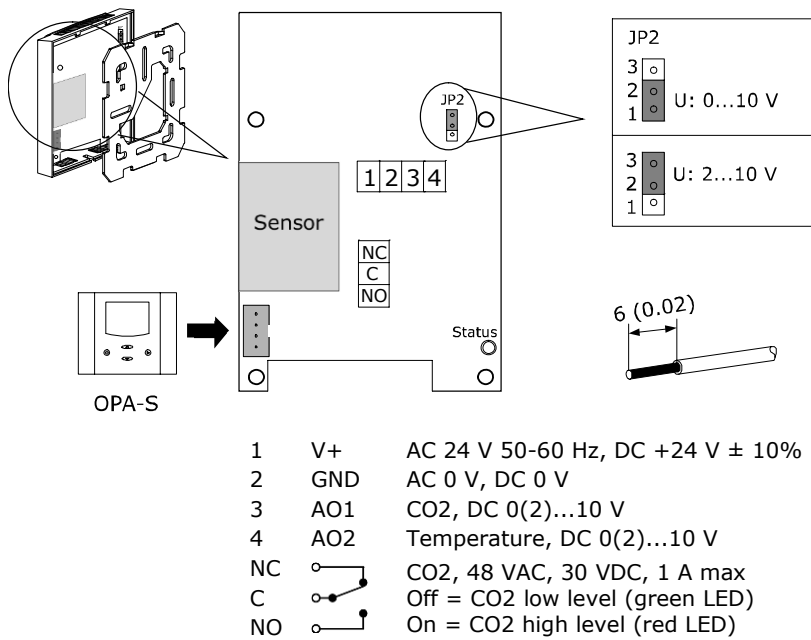 JP2
3
2
1
U: 0...10 V
3
2
1
U: 2...10 V
JP2
1 2 3 4
Sensor
NC
C
NO
Status
OPA-S
6 (0.02)
1 V+ AC 24 V 50-60 Hz, DC +24 V ± 10%
2 GND AC 0 V, DC 0 V
3 AO1 CO2, DC 0(2)...10 V
4 AO2 Temperature, DC 0(2)...10 V
NC CO2, 48 VAC, 30 VDC, 1 A max
C Off = CO2 low level (green LED)
NO On = CO2 high level (red LED)